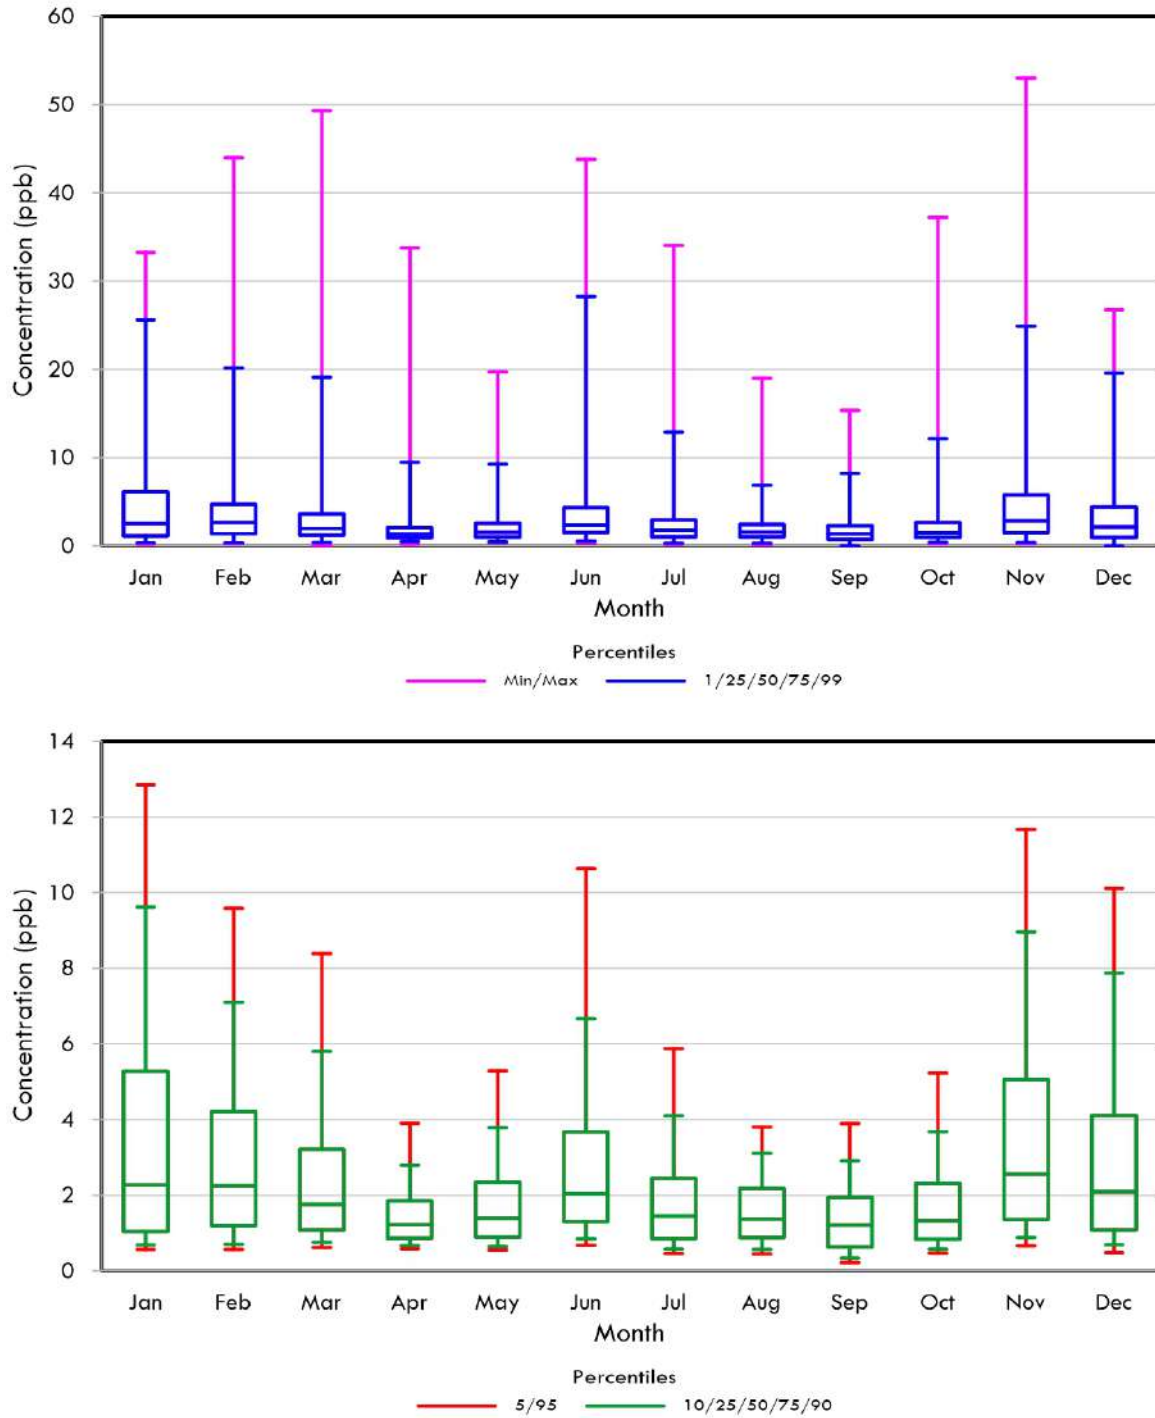 60
50
40
30
20
10
0
Concentration (ppb)
Jan Feb Mar Apr May Jun Jul Aug Sep Oct Nov Dec
Month
Percentiles
Min/Max 1/25/50/75/99
14
12
10
8
6
4
2
0
Concentration (ppb)
Jan Feb Mar Apr May Jun Jul Aug Sep Oct Nov Dec
Month
Percentiles
5/95 10/25/50/75/90